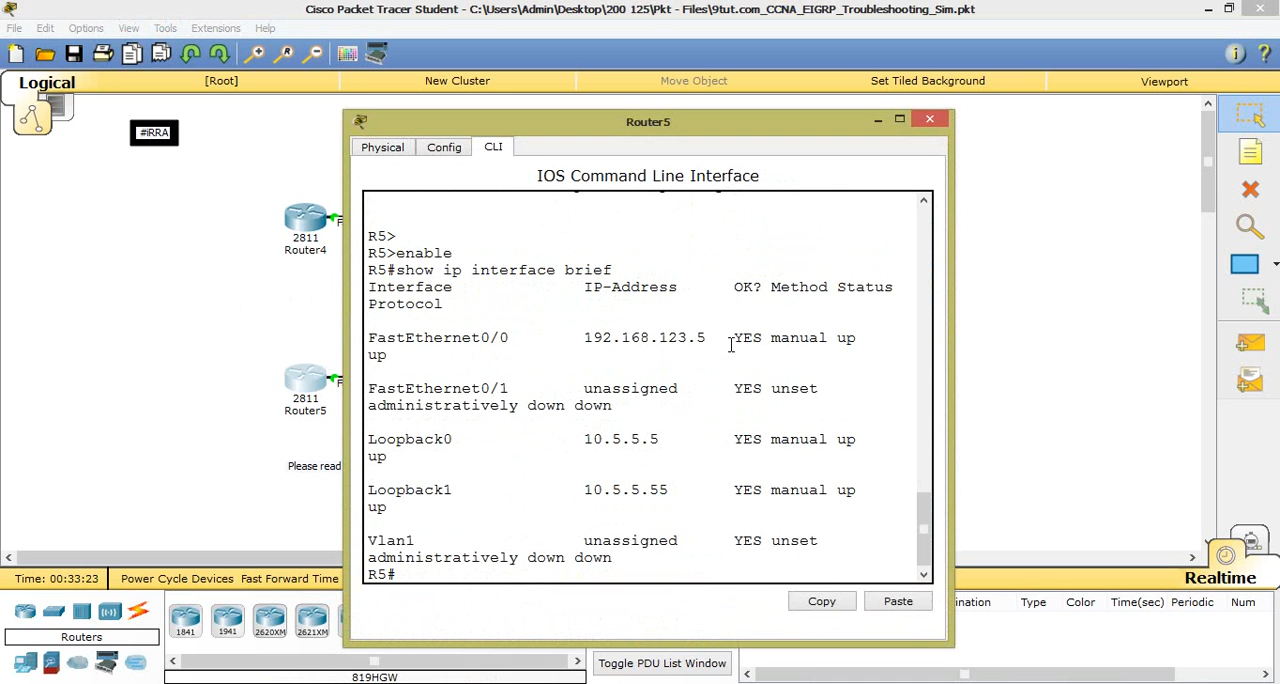 Cisco Packet Tracer Student - C:\Users\Admin\Desktop\200 125\Pkt - Files\9tut.com_CCNA_EIGRP_Troubleshooting_Sim.pkt
File Edit Options View Tools Extensions Help
Logical [Root] New Cluster Move Object Set Tiled Background Viewport
#iRRA
Router5
Physical Config CLI
IOS Command Line Interface
2811
Router4
F
2811
Router5
F
Please read
R5>
R5>enable
R5#show ip interface brief
Interface IP-Address OK? Method Status
Protocol
FastEthernet0/0 192.168.123.5 YES manual up
up
FastEthernet0/1 unassigned YES unset
administratively down down
Loopback0 10.5.5.5 YES manual up
up
Loopback1 10.5.5.55 YES manual up
up
Vlan1 unassigned YES unset
administratively down down
R5#
Copy Paste
Time: 00:33:23 Power Cycle Devices Fast Forward Time
Realtime
Routers
1841 1941 2620XM 2621XM
819HGW
Toggle PDU List Window
ination Type Color Time(sec) Periodic Num